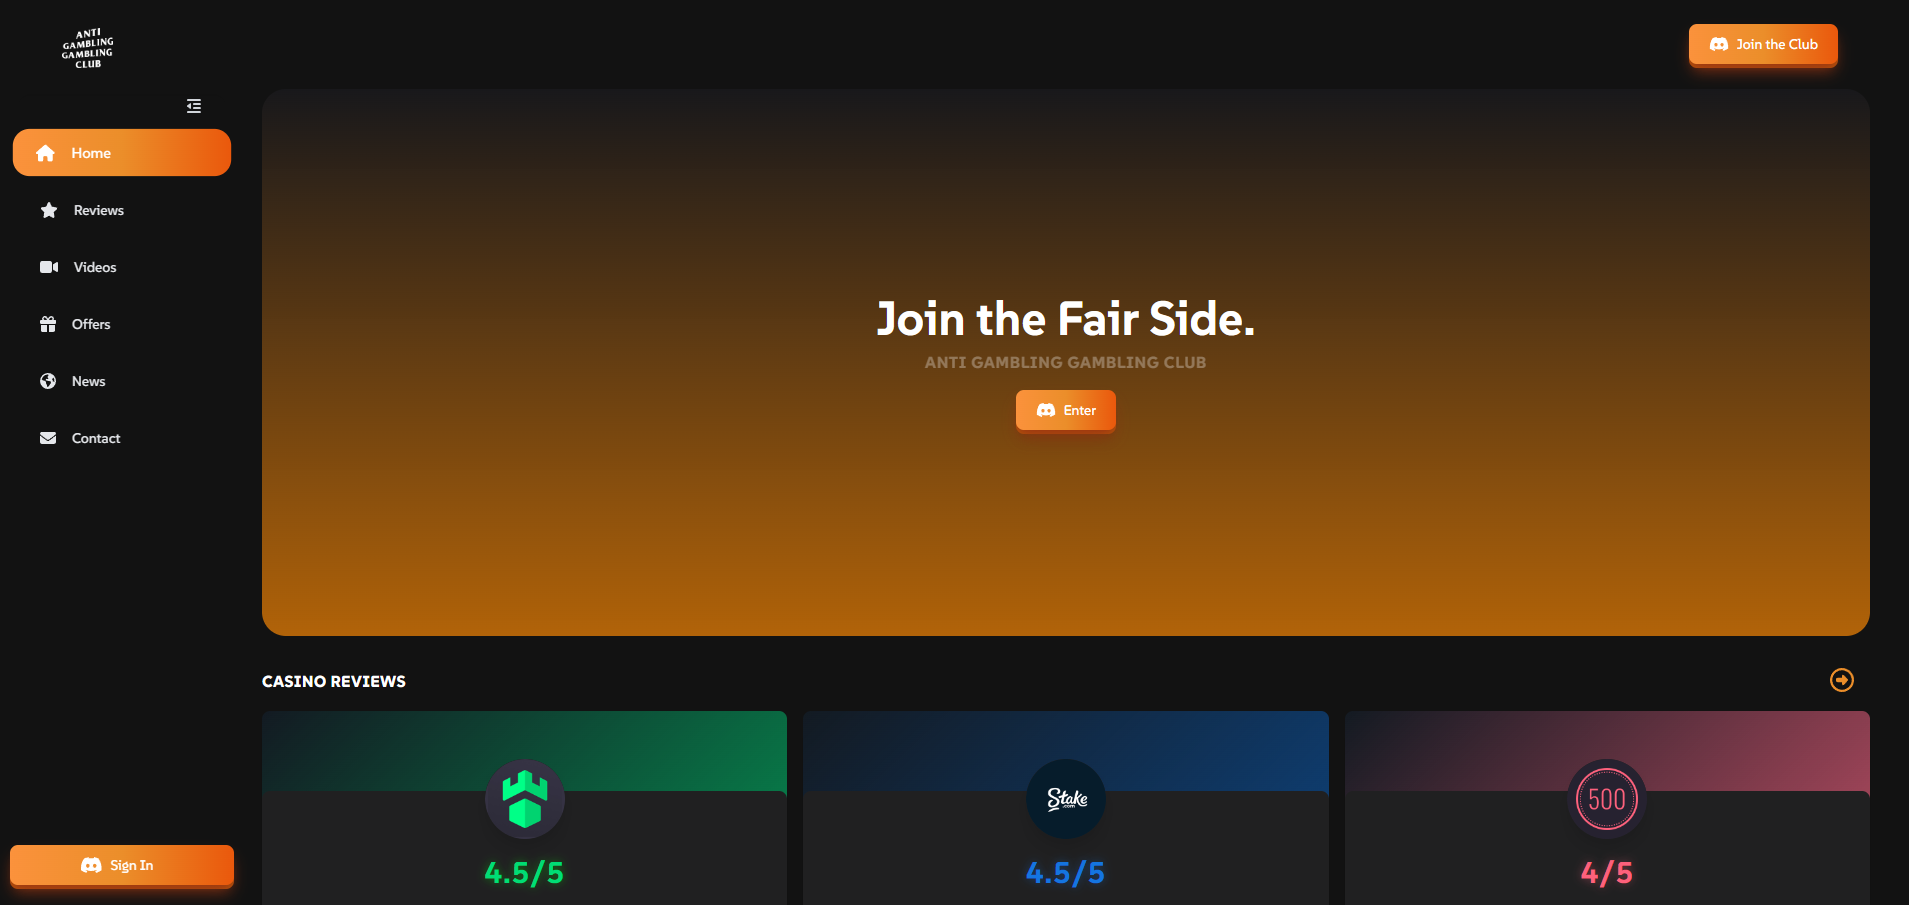 ANTI
GAMBLING
GAMBLING
CLUB
Join the Club
Home
Reviews
Videos
Offers
News
Contact
Join the Fair Side.
ANTI GAMBLING GAMBLING CLUB
Enter
CASINO REVIEWS
Stake
.com
500
4.5/5
4.5/5
4/5
Sign In